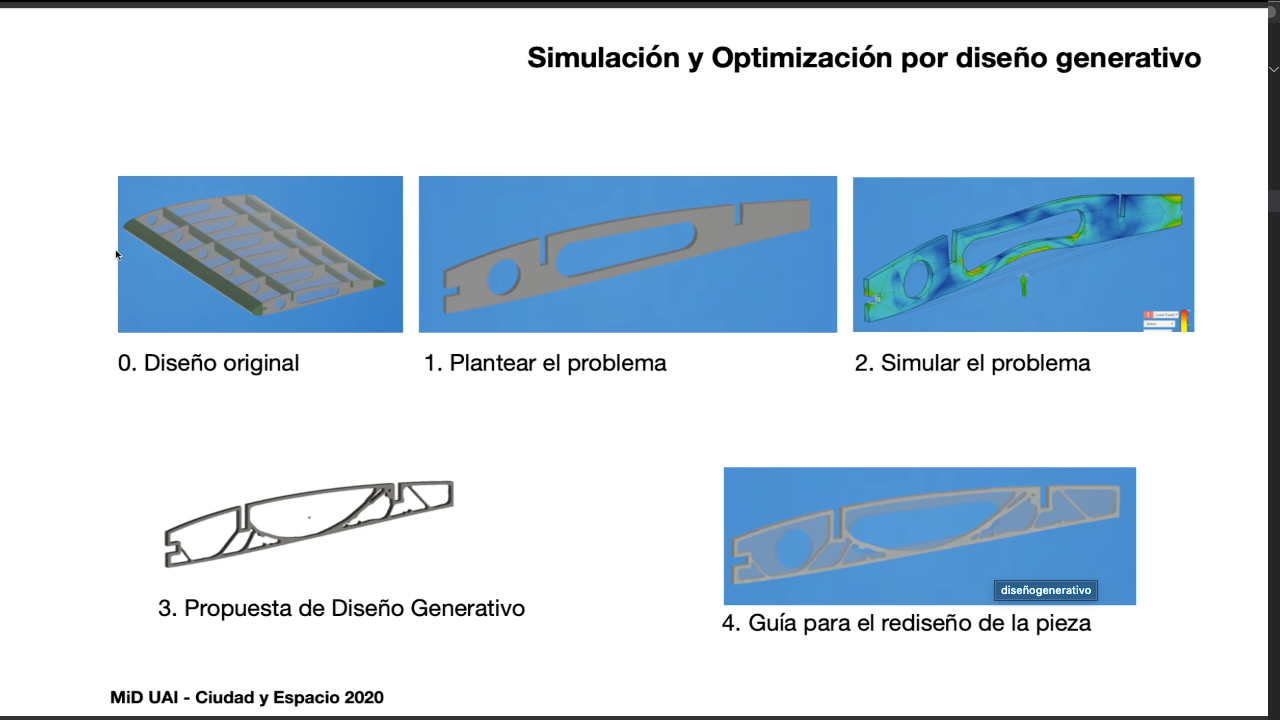 Simulación y Optimización por diseño generativo
0. Diseño original
1. Plantear el problema
2. Simular el problema
3. Propuesta de Diseño Generativo
diseñogenerativo
4. Guía para el rediseño de la pieza
MiD UAI - Ciudad y Espacio 2020